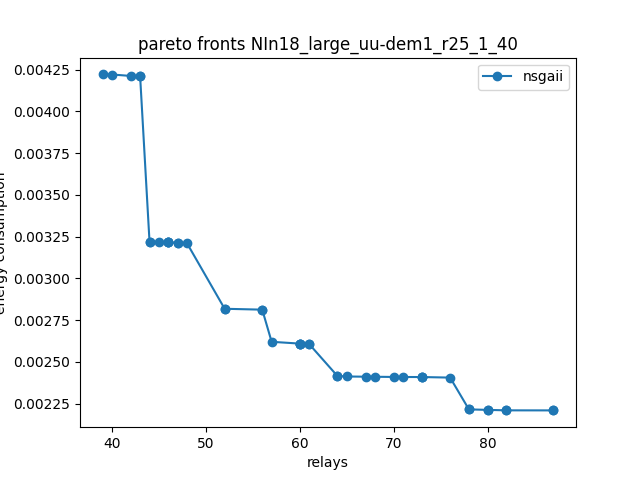 pareto fronts NIn18_large_uu-dem1_r25_1_40
nsgaii
0.00425
0.00400
0.00375
0.00350
0.00325
0.00300
0.00275
0.00250
0.00225
energy consumption
40 50 60 70 80
relays